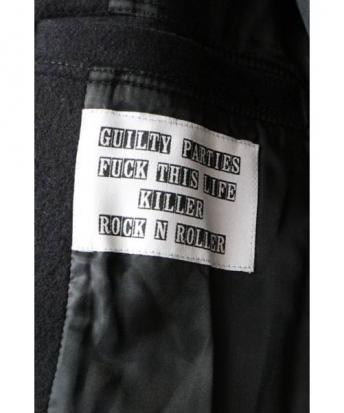 GUILTY PARTIES
FUCK THIS LIFE
KILLER
ROCK N ROLLER